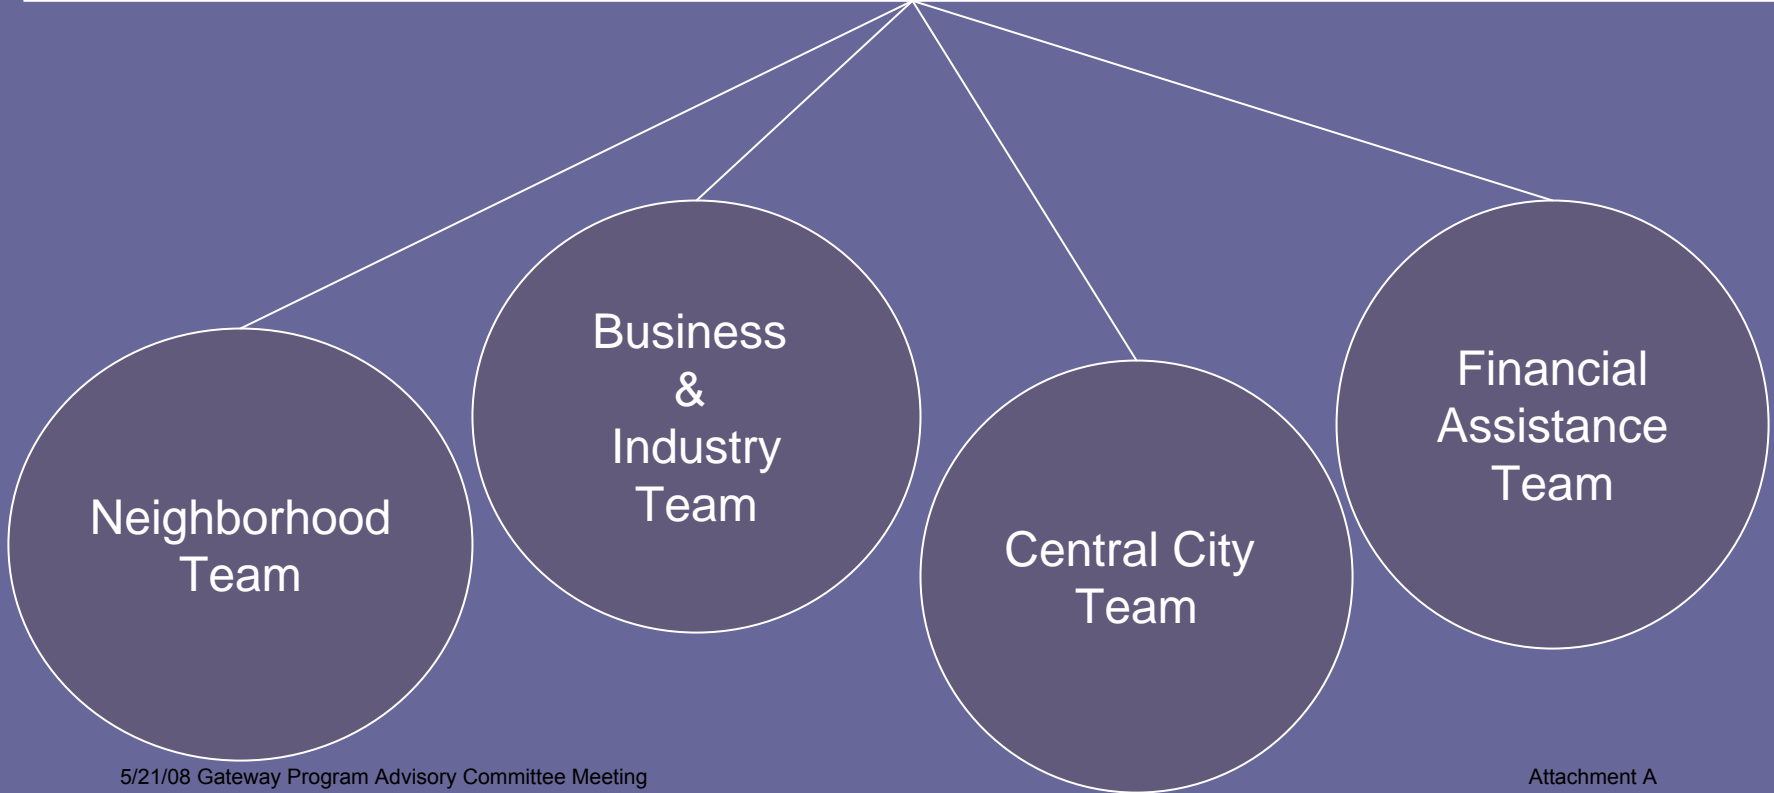 Neighborhood
Team
Business
&
Industry
Team
Central City
Team
Financial
Assistance
Team
5/21/08 Gateway Program Advisory Committee Meeting
Attachment A